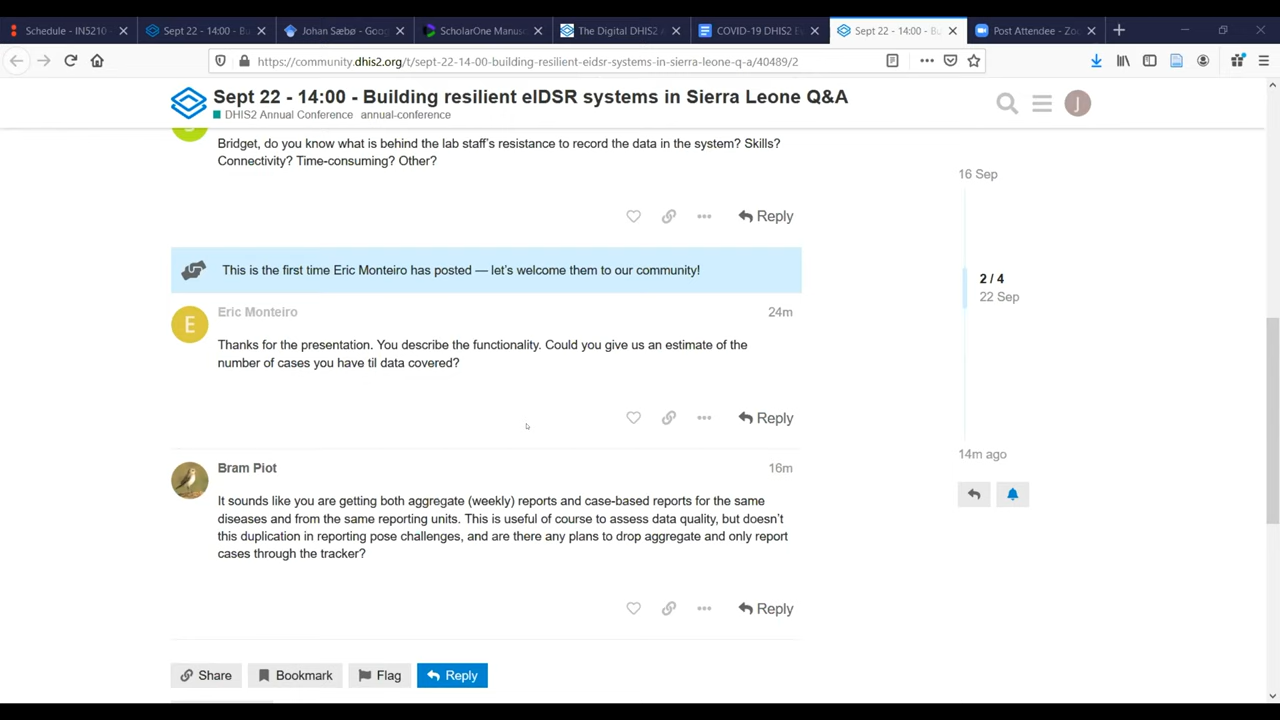 Schedule - IN5210
Sept 22 - 14:00 - Bu
Johan Sæbø - Goo
ScholarOne Manusc
The Digital DHIS2 A
COVID-19 DHIS2 E
Sept 22 - 14:00 - Bu
Post Attendee - Zoo
https://community.dhis2.org/t/sept-22-14-00-building-resilient-eidsr-systems-in-sierra-leone-q-a/40489/2
Sept 22 - 14:00 - Building resilient eIDSR systems in Sierra Leone Q&A
DHIS2 Annual Conference annual-conference
J
Bridget, do you know what is behind the lab staff's resistance to record the data in the system? Skills?
Connectivity? Time-consuming? Other?
Reply
16 Sep
2 / 4
22 Sep
14m ago
This is the first time Eric Monteiro has posted — let's welcome them to our community!
E
Eric Monteiro
24m
Thanks for the presentation. You describe the functionality. Could you give us an estimate of the
number of cases you have til data covered?
Reply
Bram Piot
16m
It sounds like you are getting both aggregate (weekly) reports and case-based reports for the same
diseases and from the same reporting units. This is useful of course to assess data quality, but doesn't
this duplication in reporting pose challenges, and are there any plans to drop aggregate and only report
cases through the tracker?
Reply
Share
Bookmark
Flag
Reply